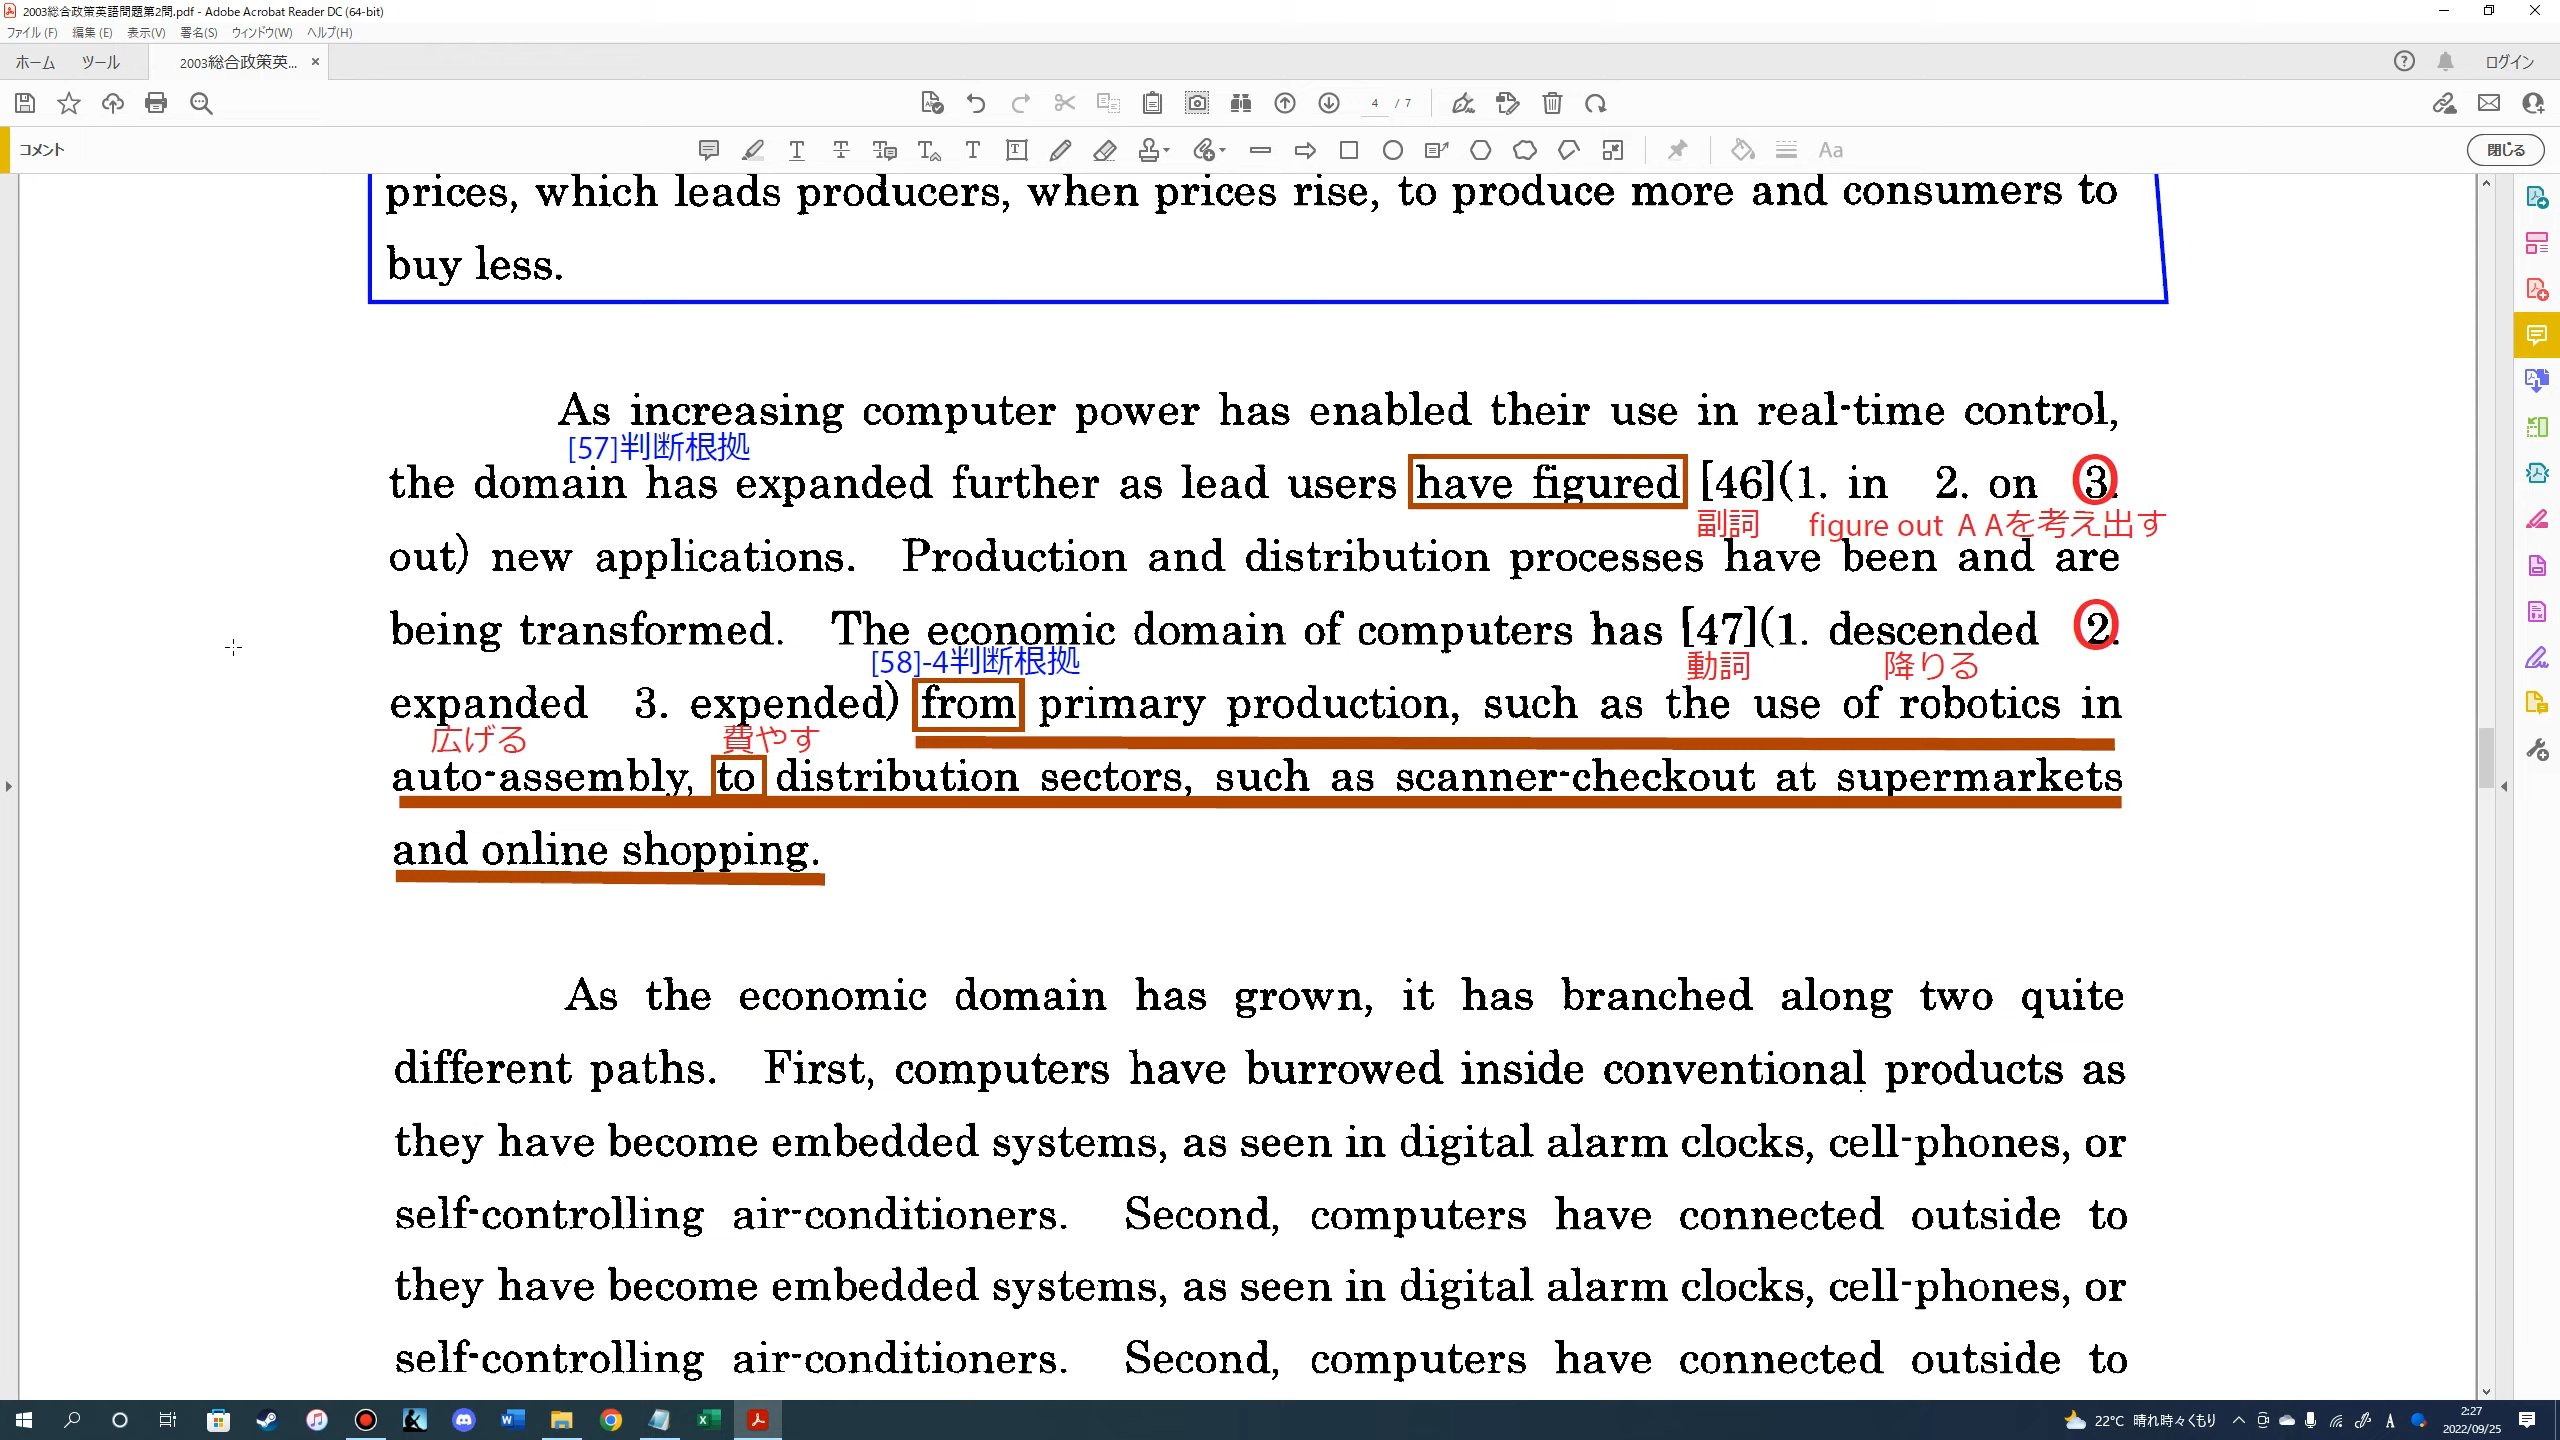 2003総合政策英語問題第2問.pdf - Adobe Acrobat Reader DC (64-bit)
ファイル(F) 編集(E) 表示(V) 署名(S) ウィンドウ(W) ヘルプ(H)
ホーム ツール 2003総合政策英... × ログイン
4 / 7
コメント 閉じる
prices, which leads producers, when prices rise, to produce more and consumers to
buy less.
As increasing computer power has enabled their use in real-time control,
[57]判断根拠
the domain has expanded further as lead users have figured [46](1. in 2. on 3.
副詞 figure out A Aを考え出す
out) new applications. Production and distribution processes have been and are
being transformed. The economic domain of computers has [47](1. descended 2.
[58]-4判断根拠 動詞 降りる
expanded 3. expended) from primary production, such as the use of robotics in
広げる 費やす
auto-assembly, to distribution sectors, such as scanner-checkout at supermarkets
and online shopping.
As the economic domain has grown, it has branched along two quite
different paths. First, computers have burrowed inside conventional products as
they have become embedded systems, as seen in digital alarm clocks, cell-phones, or
self-controlling air-conditioners. Second, computers have connected outside to
they have become embedded systems, as seen in digital alarm clocks, cell-phones, or
self-controlling air-conditioners. Second, computers have connected outside to
22°C 晴れ時々くもり A 2:27
2022/09/25